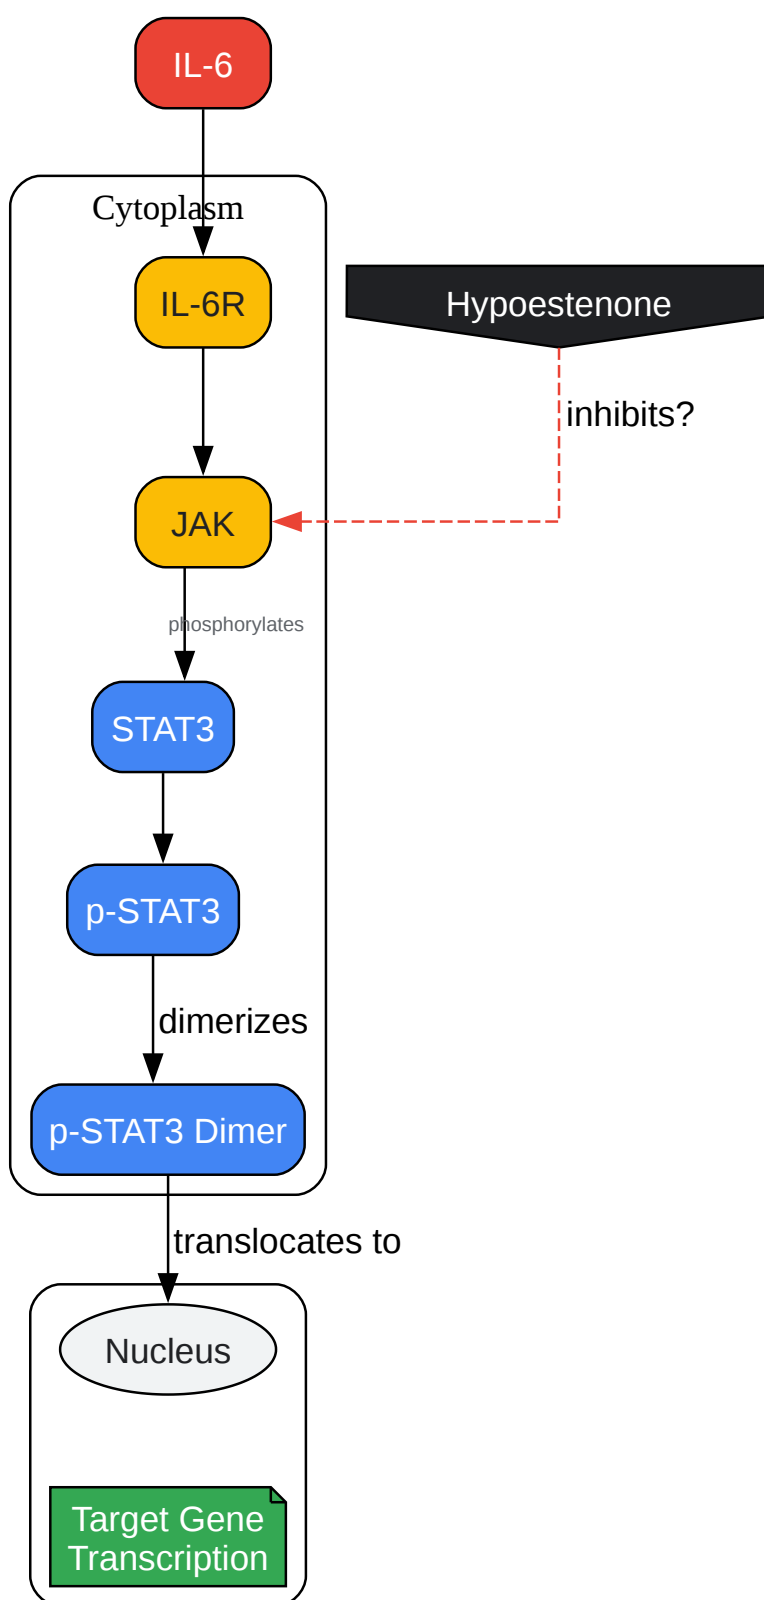 IL-6
Cytoplasm
IL-6R
Hypoestenone
inhibits?
JAK
phosphorylates
STAT3
p-STAT3
dimerizes
p-STAT3 Dimer
translocates to
Nucleus
Target Gene
Transcription